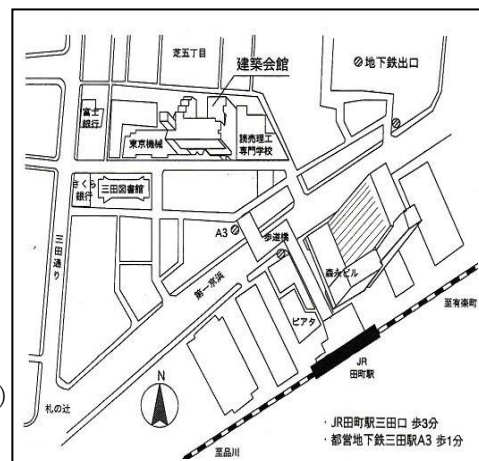 芝五丁目
建築会館
地下鉄出口
富士
銀行
東京機械
読売理工
専門学校
さくら
銀行
三田図書館
三田通り
A3
歩道橋
第一京浜
森永ビル
ピアタ
至有楽町
JR
田町駅
N
札の辻
至品川
・JR田町駅三田口 歩3分
・都営地下鉄三田駅A3 歩1分